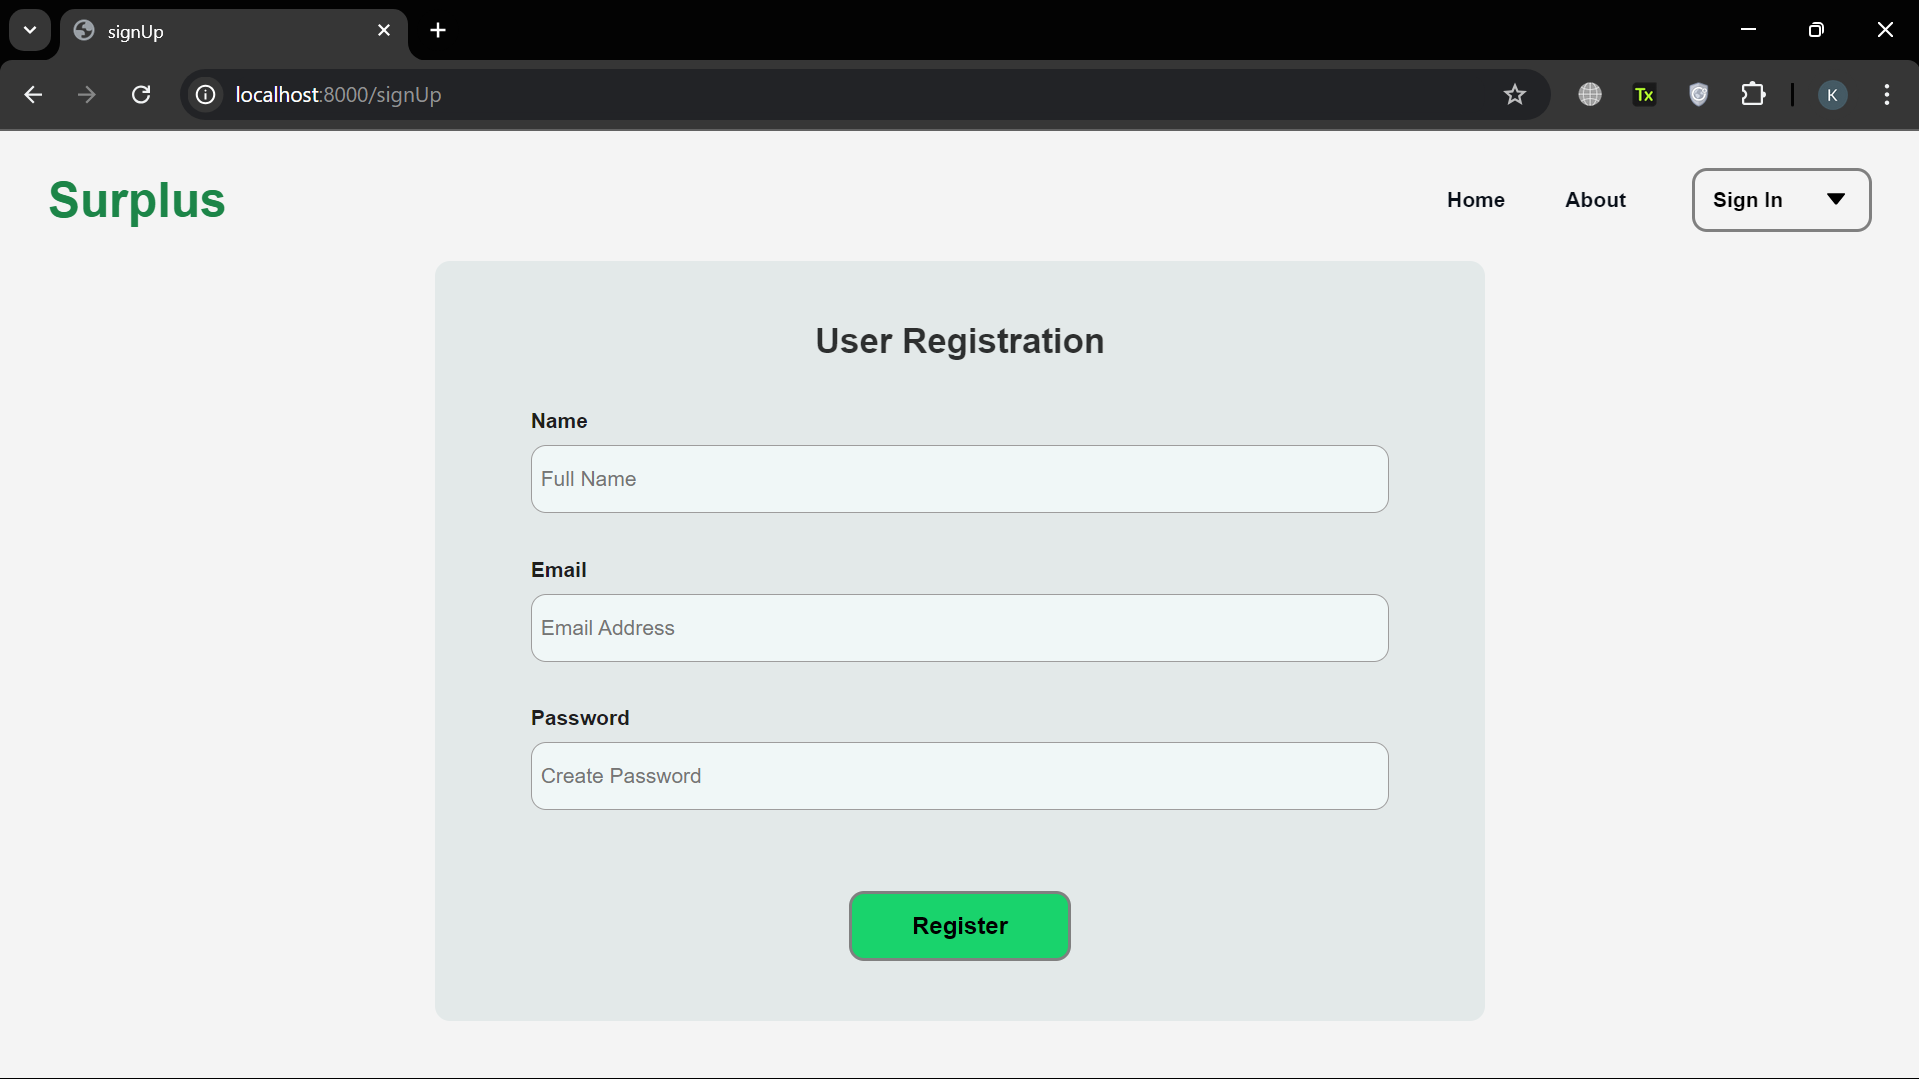 signUp
localhost:8000/signUp
Tx
K
Surplus
Home
About
Sign In
User Registration
Name
Full Name
Email
Email Address
Password
Create Password
Register